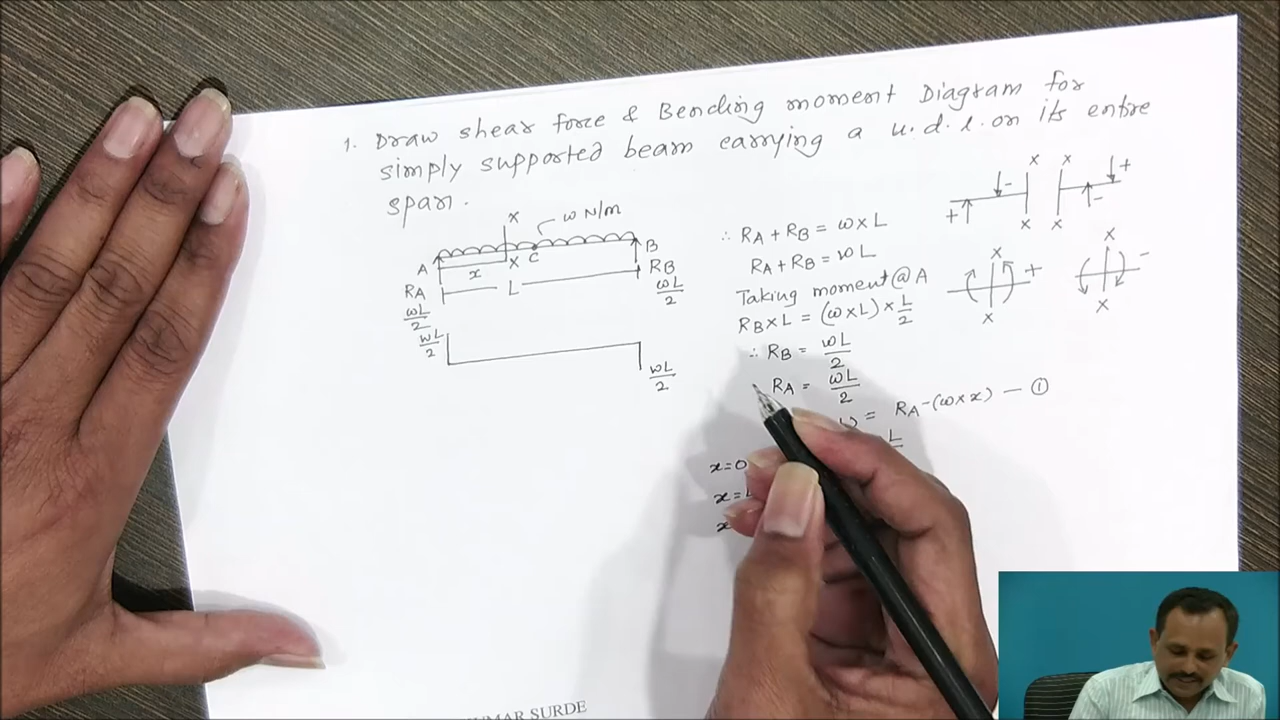 1. Draw shear force & Bending moment Diagram for
simply supported beam carrying a u.d.l. on its entire
span.
x
ω N/m
A
x
x
C
B
RA
L
RB
ωL/2
ωL/2
ωL/2
ωL/2
∴ RA + RB = ω x L
RA + RB = ωL
Taking moment @ A
RB x L = (ω x L) x L/2
∴ RB = ωL/2
RA = ωL/2
= RA - (ω x x) — ①
x=0
x=
x
x x
+ - - +
x x
x
+
x
x
-
x
UMAR SURDE